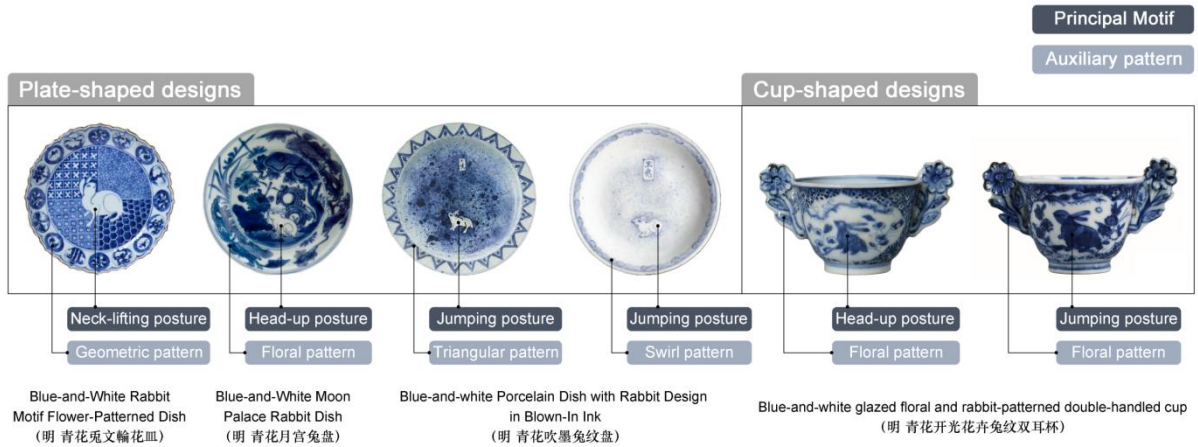 Principal Motif
Auxiliary pattern
Plate-shaped designs
Cup-shaped designs
Neck-lifting posture
Head-up posture
Jumping posture
Jumping posture
Head-up posture
Jumping posture
Geometric pattern
Floral pattern
Triangular pattern
Swirl pattern
Floral pattern
Floral pattern
Blue-and-White Rabbit
Motif Flower-Patterned Dish
(明 青花兎文輪花皿)
Blue-and-White Moon
Palace Rabbit Dish
(明 青花月宫兔盘)
Blue-and-white Porcelain Dish with Rabbit Design
in Blown-In Ink
(明 青花吹墨兔纹盘)
Blue-and-white glazed floral and rabbit-patterned double-handled cup
(明 青花开光花卉兔纹双耳杯)